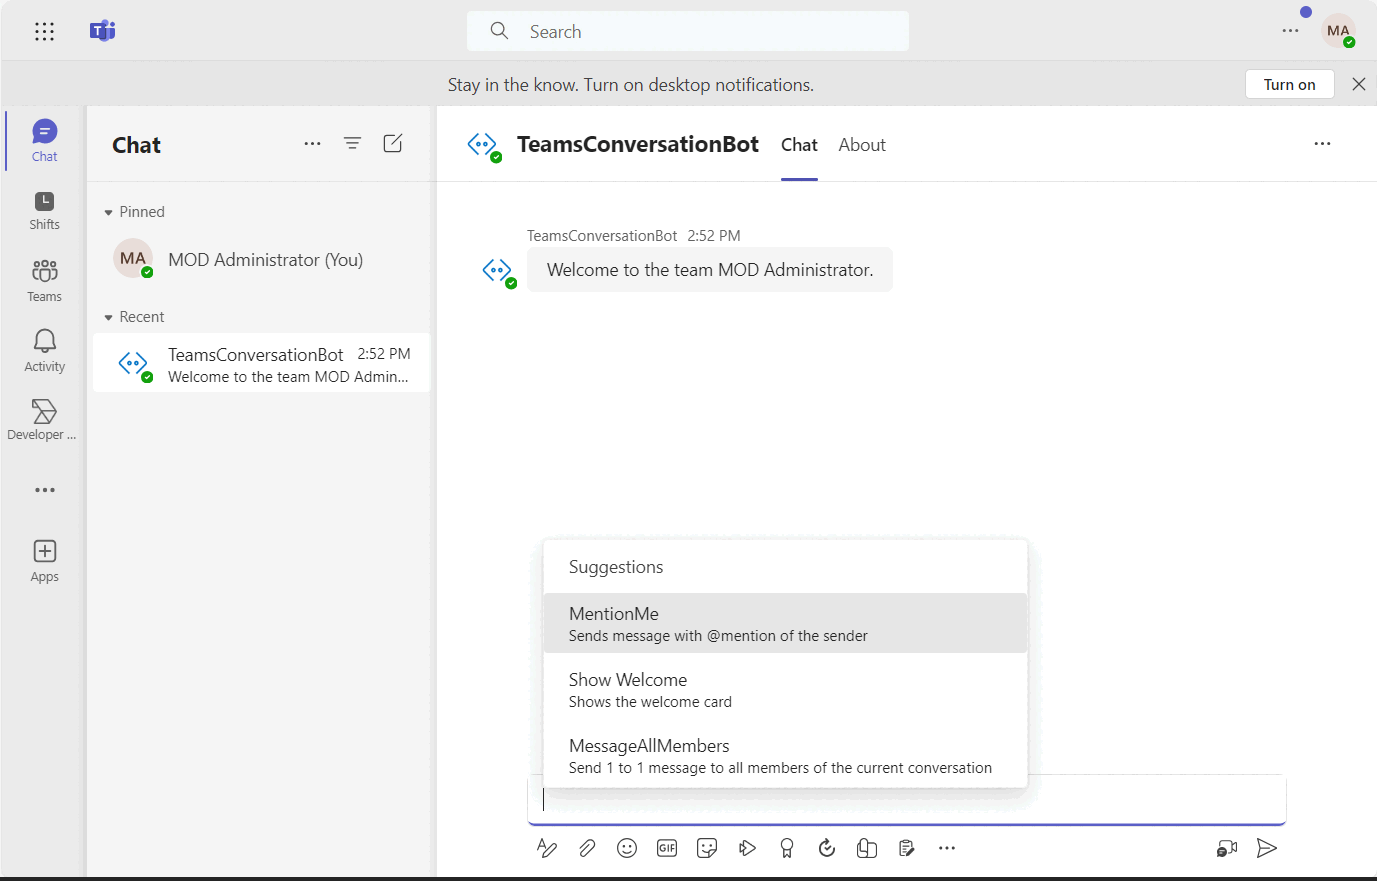 Search
MA
Stay in the know. Turn on desktop notifications.
Turn on
Chat
Shifts
Teams
Activity
Developer ...
Apps
Chat
Pinned
MA
MOD Administrator (You)
Recent
TeamsConversationBot 2:52 PM
Welcome to the team MOD Admin...
TeamsConversationBot Chat About
TeamsConversationBot 2:52 PM
Welcome to the team MOD Administrator.
Suggestions
MentionMe
Sends message with @mention of the sender
Show Welcome
Shows the welcome card
MessageAllMembers
Send 1 to 1 message to all members of the current conversation
GIF